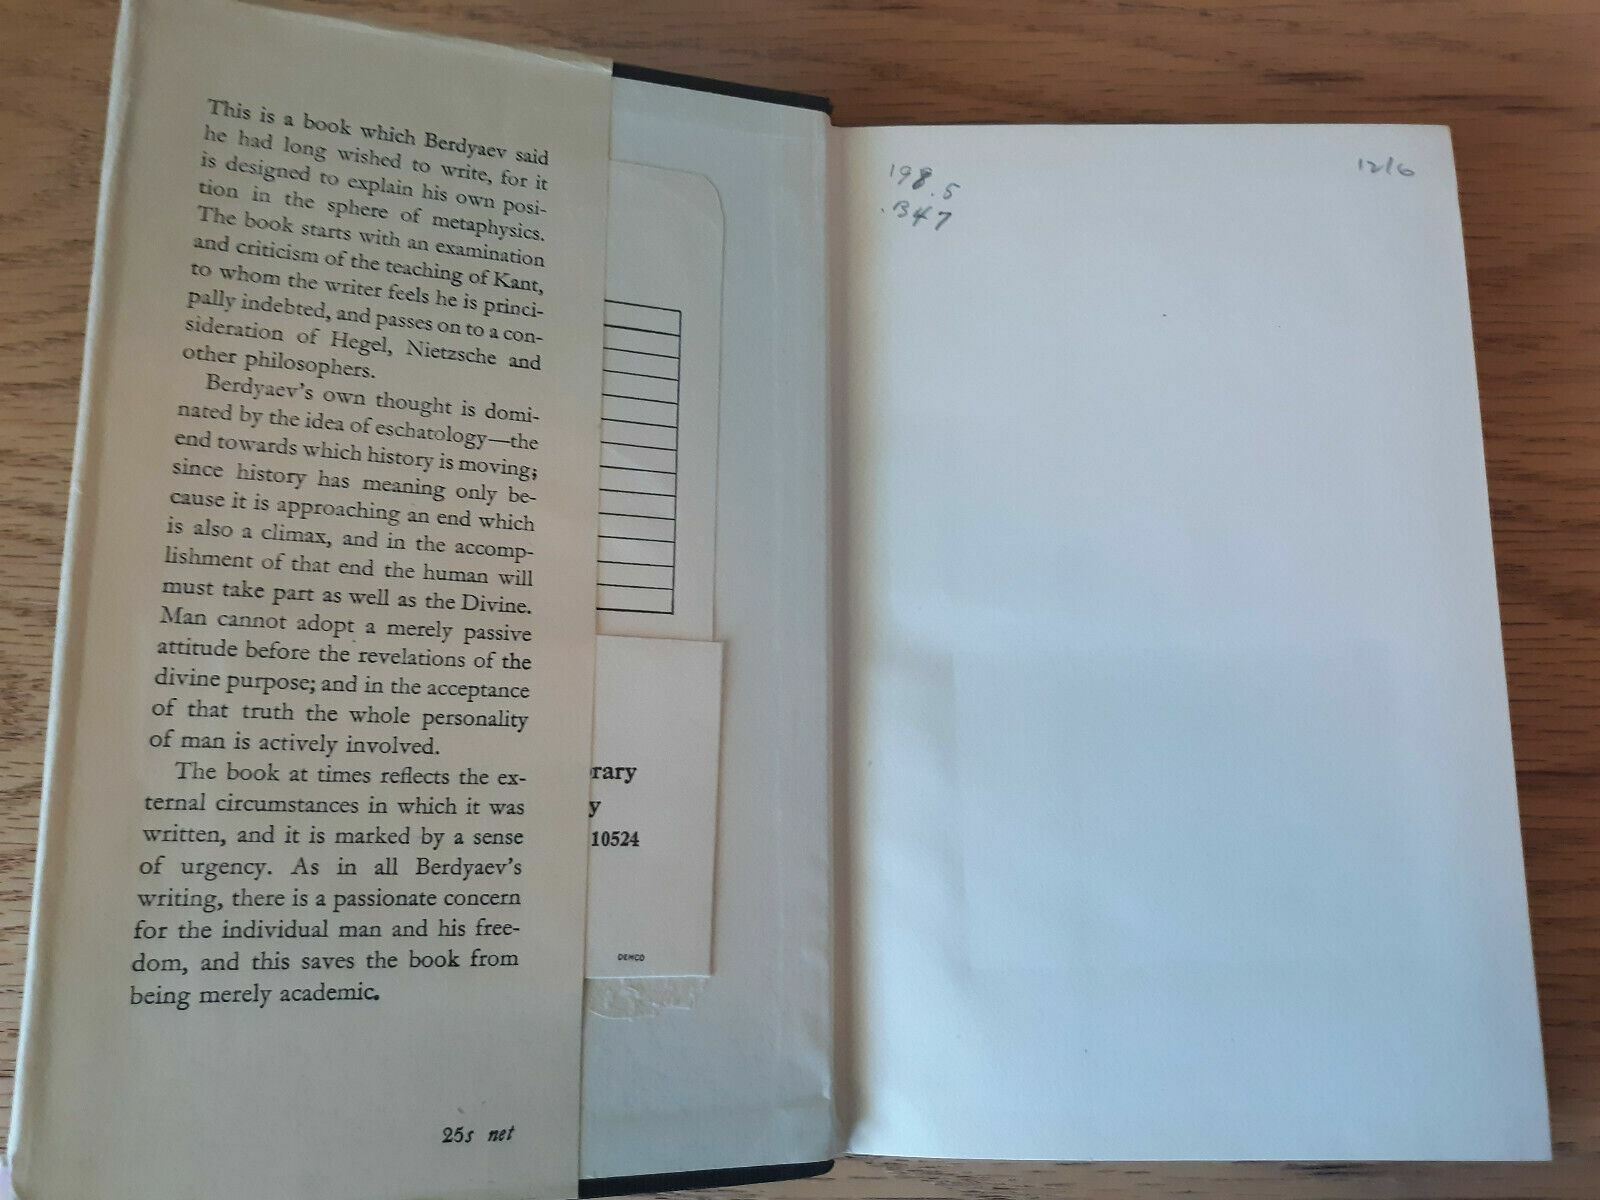 This is a book which Berdyaev said
he had long wished to write, for it
is designed to explain his own posi-
tion in the sphere of metaphysics.
The book starts with an examination
and criticism of the teaching of Kant,
to whom the writer feels he is princi-
pally indebted, and passes on to a con-
sideration of Hegel, Nietzsche and
other philosophers.
Berdyaev's own thought is domi-
nated by the idea of eschatology—the
end towards which history is moving;
since history has meaning only be-
cause it is approaching an end which
is also a climax, and in the accomp-
lishment of that end the human will
must take part as well as the Divine.
Man cannot adopt a merely passive
attitude before the revelations of the
divine purpose; and in the acceptance
of that truth the whole personality
of man is actively involved.
The book at times reflects the ex-
ternal circumstances in which it was
written, and it is marked by a sense
of urgency. As in all Berdyaev's
writing, there is a passionate concern
for the individual man and his free-
dom, and this saves the book from
being merely academic.
25s net
rary
y
10524
DEMCO
198.5
.B47
12/6